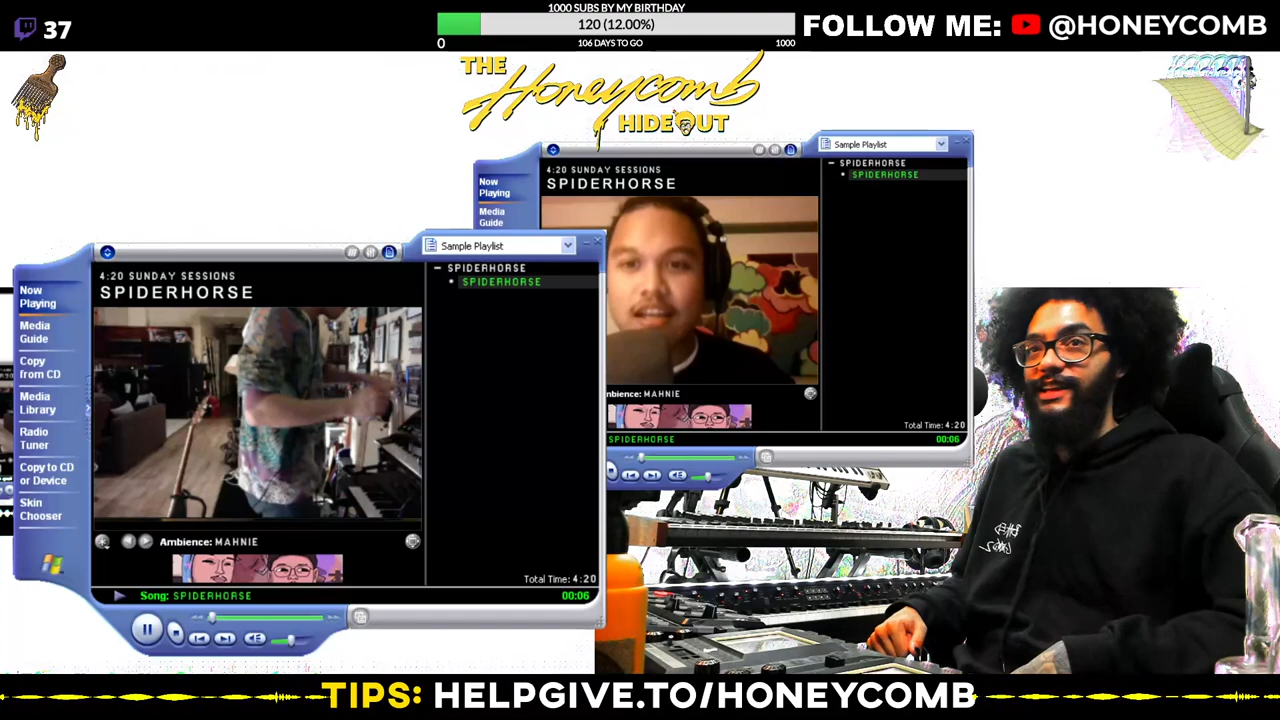 37
1000 SUBS BY MY BIRTHDAY
120 (12.00%)
0
106 DAYS TO GO
1000
FOLLOW ME: @HONEYCOMB
THE
Honeycomb
HIDEOUT
Sample Playlist
4:20 SUNDAY SESSIONS
SPIDERHORSE
SPIDERHORSE
SPIDERHORSE
Now
Playing
Media
Guide
nbience: MAHNIE
Total Time: 4:20
SPIDERHORSE
00:06
Sample Playlist
4:20 SUNDAY SESSIONS
SPIDERHORSE
SPIDERHORSE
SPIDERHORSE
Now
Playing
Media
Guide
Copy
from CD
Media
Library
Radio
Tuner
Copy to CD
or Device
Skin
Chooser
Ambience: MAHNIE
Total Time: 4:20
Song: SPIDERHORSE
00:06
TIPS: HELPGIVE.TO/HONEYCOMB